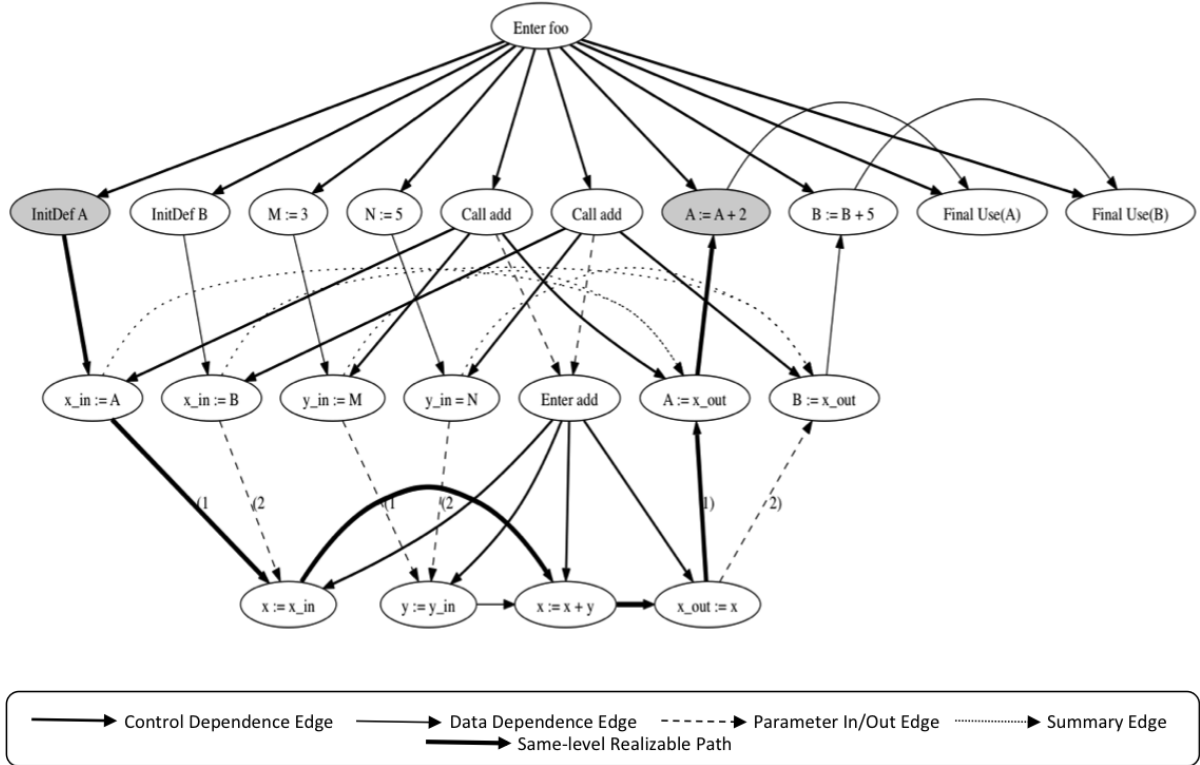 Enter foo
InitDef A
InitDef B
M := 3
N := 5
Call add
Call add
A := A + 2
B := B + 5
Final Use(A)
Final Use(B)
x_in := A
x_in := B
y_in := M
y_in = N
Enter add
A := x_out
B := x_out
(1
(2
(1
(2
1)
2)
x := x_in
y := y_in
x := x + y
x_out := x
Control Dependence Edge
Data Dependence Edge
Parameter In/Out Edge
Summary Edge
Same-level Realizable Path